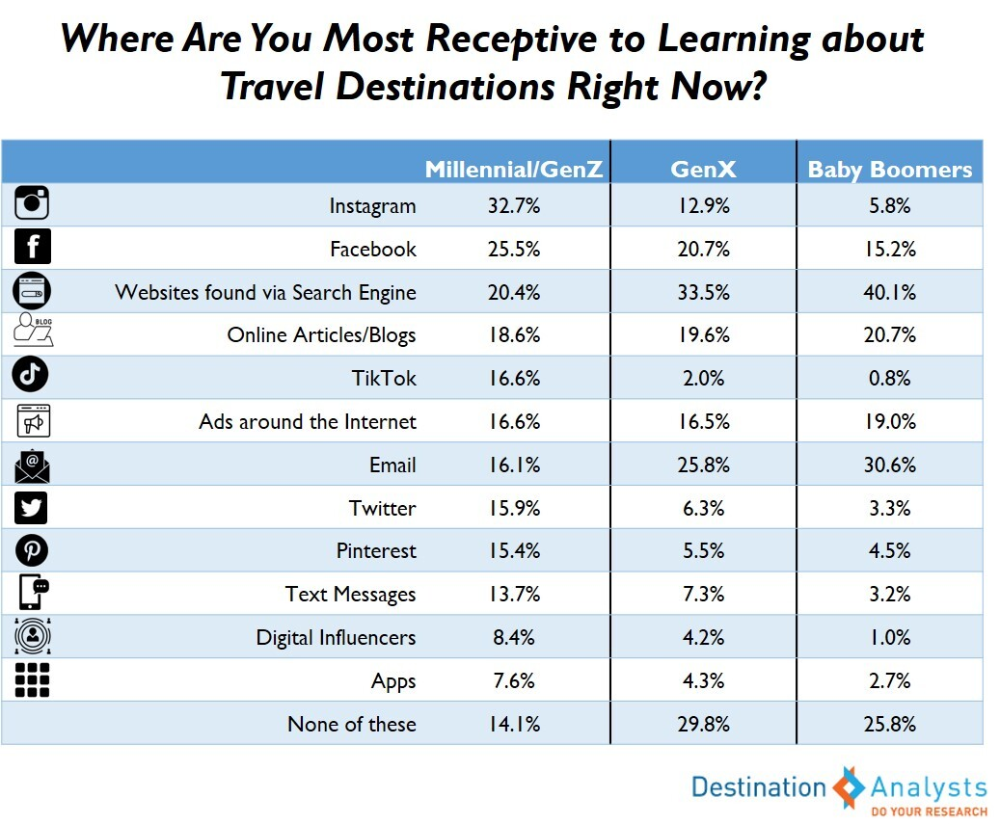 Where Are You Most Receptive to Learning about
Travel Destinations Right Now?
Millennial/GenZ GenX Baby Boomers
Instagram 32.7% 12.9% 5.8%
f Facebook 25.5% 20.7% 15.2%
Websites found via Search Engine 20.4% 33.5% 40.1%
BLOG Online Articles/Blogs 18.6% 19.6% 20.7%
TikTok 16.6% 2.0% 0.8%
Ads around the Internet 16.6% 16.5% 19.0%
@ Email 16.1% 25.8% 30.6%
Twitter 15.9% 6.3% 3.3%
Pinterest 15.4% 5.5% 4.5%
Text Messages 13.7% 7.3% 3.2%
Digital Influencers 8.4% 4.2% 1.0%
Apps 7.6% 4.3% 2.7%
None of these 14.1% 29.8% 25.8%
Destination Analysts
DO YOUR RESEARCH